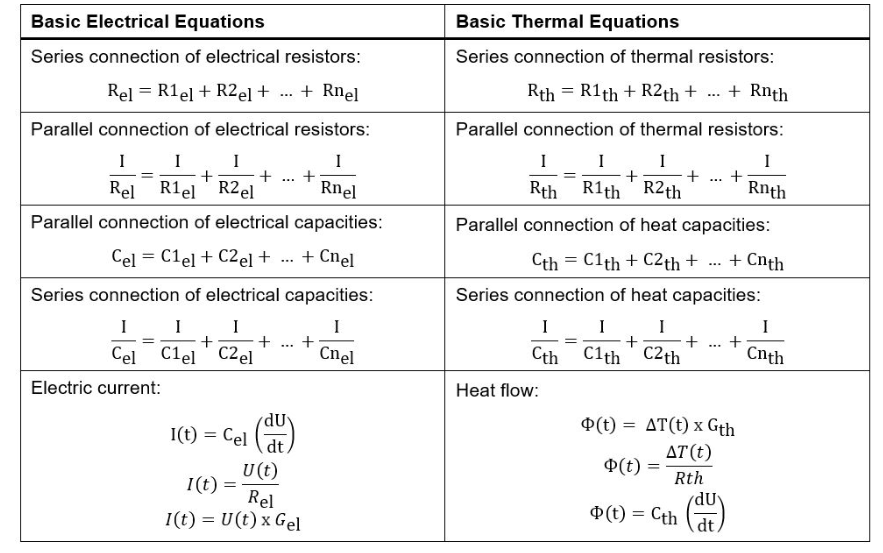 Basic Electrical Equations
Series connection of electrical resistors:
Rel = R1el + R2el + ... + Rnel
Parallel connection of electrical resistors:
I/Rel = I/R1el + I/R2el + ... + I/Rnel
Parallel connection of electrical capacities:
Cel = C1el + C2el + ... + Cnel
Series connection of electrical capacities:
I/Cel = I/C1el + I/C2el + ... + I/Cnel
Electric current:
I(t) = Cel (dU/dt)
I(t) = U(t)/Rel
I(t) = U(t) x Gel
Basic Thermal Equations
Series connection of thermal resistors:
Rth = R1th + R2th + ... + Rnth
Parallel connection of thermal resistors:
I/Rth = I/R1th + I/R2th + ... + I/Rnth
Parallel connection of heat capacities:
Cth = C1th + C2th + ... + Cnth
Series connection of heat capacities:
I/Cth = I/C1th + I/C2th + ... + I/Cnth
Heat flow:
Φ(t) = ΔT(t) x Gth
Φ(t) = ΔT(t)/Rth
Φ(t) = Cth (dU/dt)